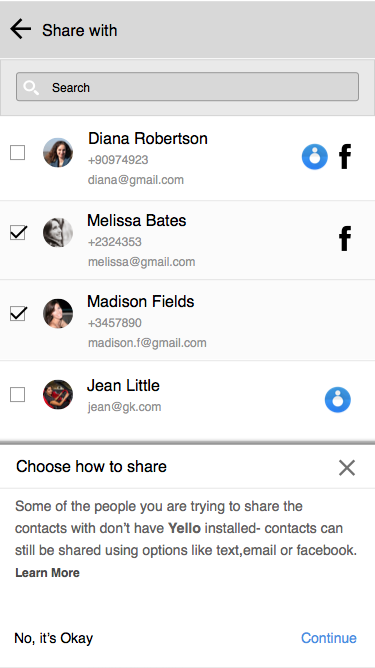 Share with
Search
Diana Robertson
+90974923
diana@gmail.com
Melissa Bates
+2324353
melissa@gmail.com
Madison Fields
+3457890
madison.f@gmail.com
Jean Little
jean@gk.com
Choose how to share
Some of the people you are trying to share the
contacts with don’t have Yello installed- contacts can
still be shared using options like text,email or facebook.
Learn More
No, it’s Okay
Continue